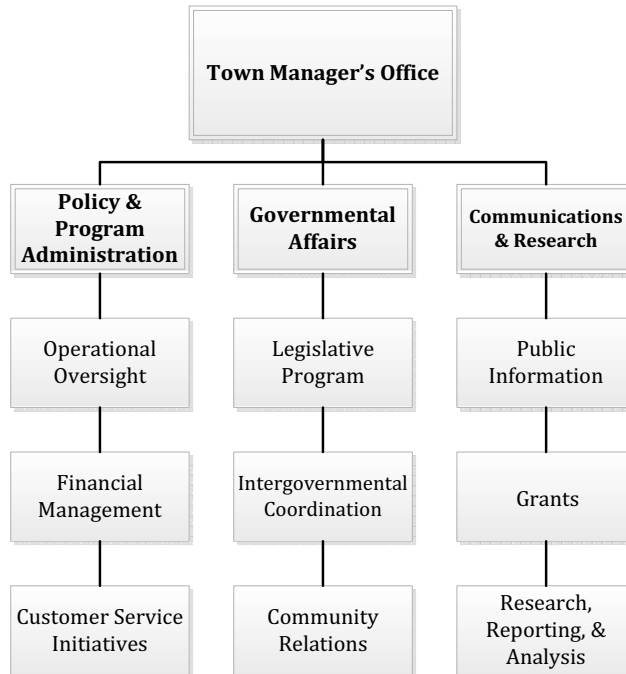 Town Manager’s Office
Policy &
Program
Administration
Governmental
Affairs
Communications
& Research
Operational
Oversight
Legislative
Program
Public
Information
Financial
Management
Intergovernmental
Coordination
Grants
Customer Service
Initiatives
Community
Relations
Research,
Reporting, &
Analysis